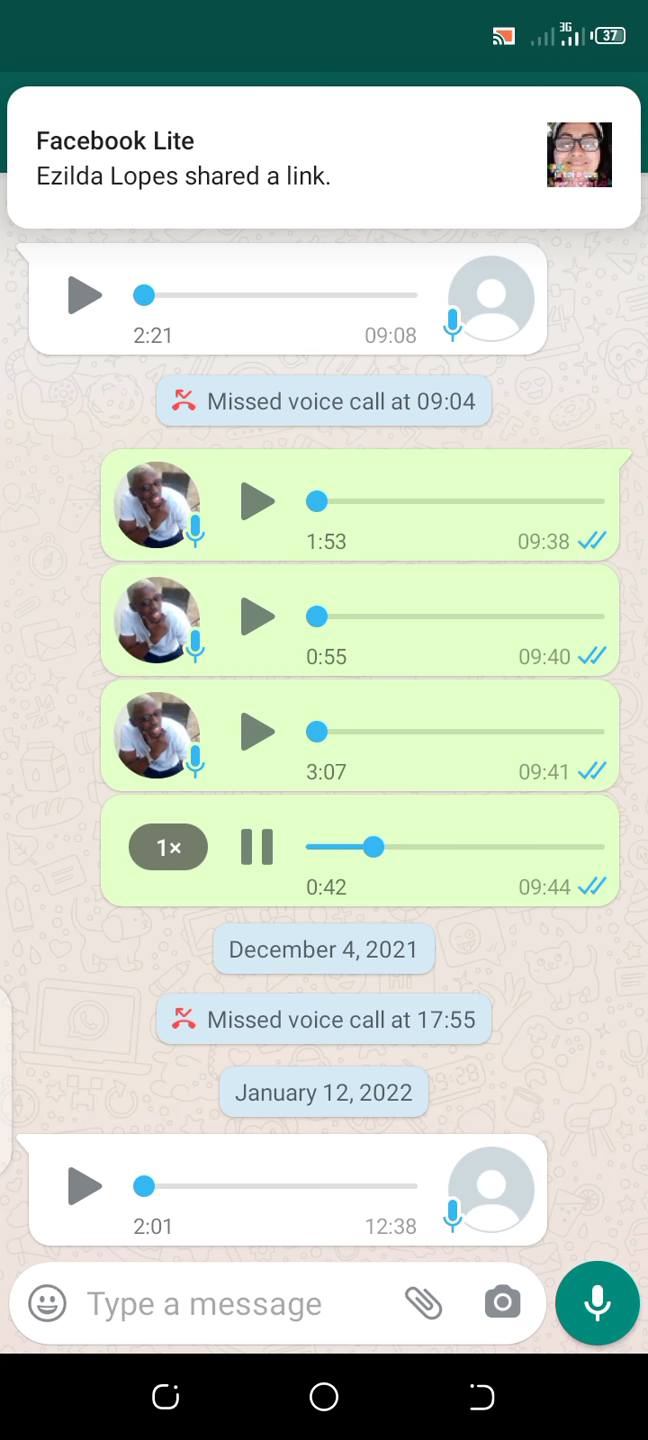 3G
37
Facebook Lite
Ezilda Lopes shared a link.
2:21 09:08
Missed voice call at 09:04
1:53 09:38
0:55 09:40
3:07 09:41
1×
0:42 09:44
December 4, 2021
Missed voice call at 17:55
January 12, 2022
2:01 12:38
Type a message